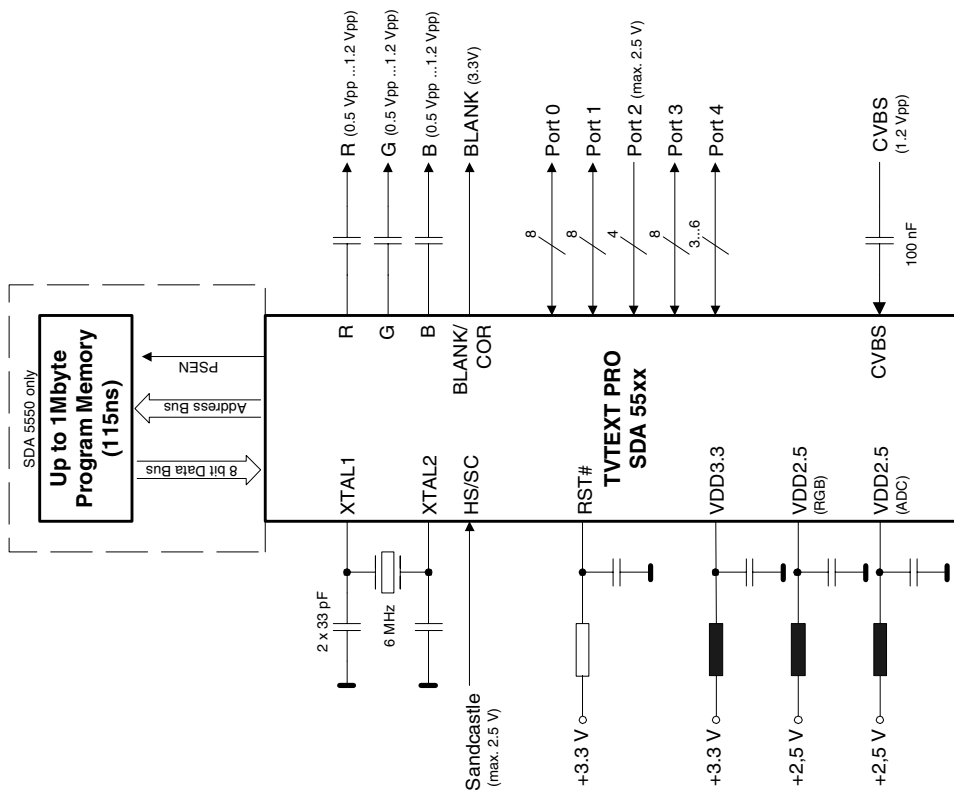 SDA 5550 only
Up to 1Mbyte
Program Memory
(115ns)
8 bit Data Bus
Address Bus
PSEN
2 x 33 pF
6 MHz
Sandcastle
(max. 2.5 V)
+3.3 V
+3.3 V
+2,5 V
+2,5 V
XTAL1
XTAL2
HS/SC
RST#
VDD3.3
VDD2.5
(RGB)
VDD2.5
(ADC)
TVTEXT PRO
SDA 55xx
R
G
B
BLANK/
COR
CVBS
R (0.5 Vpp ...1.2 Vpp)
G (0.5 Vpp ...1.2 Vpp)
B (0.5 Vpp ...1.2 Vpp)
BLANK (3.3V)
8
Port 0
8
Port 1
4
Port 2 (max. 2.5 V)
8
Port 3
3...6
Port 4
100 nF
CVBS
(1.2 Vpp)